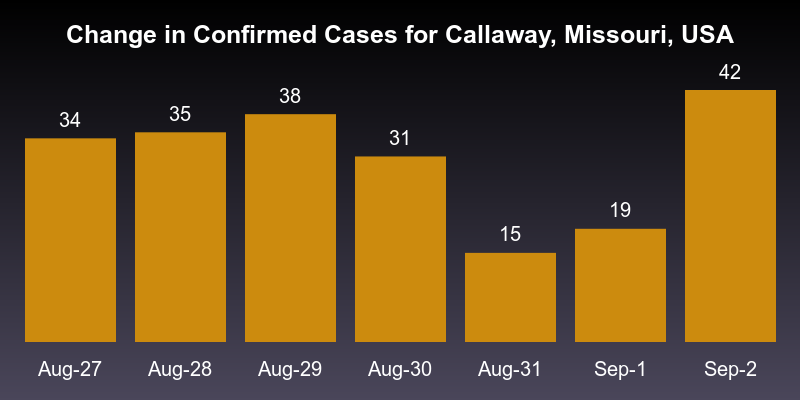 Change in Confirmed Cases for Callaway, Missouri, USA
34
35
38
31
15
19
42
Aug-27
Aug-28
Aug-29
Aug-30
Aug-31
Sep-1
Sep-2